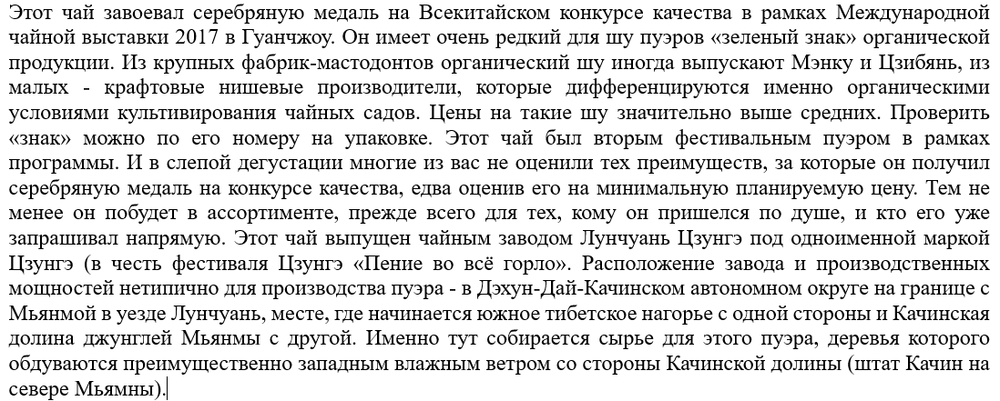 Этот чай завоевал серебряную медаль на Всекитайском конкурсе качества в рамках Международной
чайной выставки 2017 в Гуанчжоу. Он имеет очень редкий для шу пуэров «зеленый знак» органической
продукции. Из крупных фабрик-мастодонтов органический шу иногда выпускают Мэнку и Цзибянь, из
малых - крафтовые нишевые производители, которые дифференцируются именно органическими
условиями культивирования чайных садов. Цены на такие шу значительно выше средних. Проверить
«знак» можно по его номеру на упаковке. Этот чай был вторым фестивальным пуэром в рамках
программы. И в слепой дегустации многие из вас не оценили тех преимуществ, за которые он получил
серебряную медаль на конкурсе качества, едва оценив его на минимальную планируемую цену. Тем не
менее он побудет в ассортименте, прежде всего для тех, кому он пришелся по душе, и кто его уже
запрашивал напрямую. Этот чай выпущен чайным заводом Лунчуань Цзунгэ под одноименной маркой
Цзунгэ (в честь фестиваля Цзунгэ «Пение во всё горло». Расположение завода и производственных
мощностей нетипично для производства пуэра - в Дэхун-Дай-Качинском автономном округе на границе с
Мьянмой в уезде Лунчуань, месте, где начинается южное тибетское нагорье с одной стороны и Качинская
долина джунглей Мьянмы с другой. Именно тут собирается сырье для этого пуэра, деревья которого
обдуваются преимущественно западным влажным ветром со стороны Качинской долины (штат Качин на
севере Мьямны).